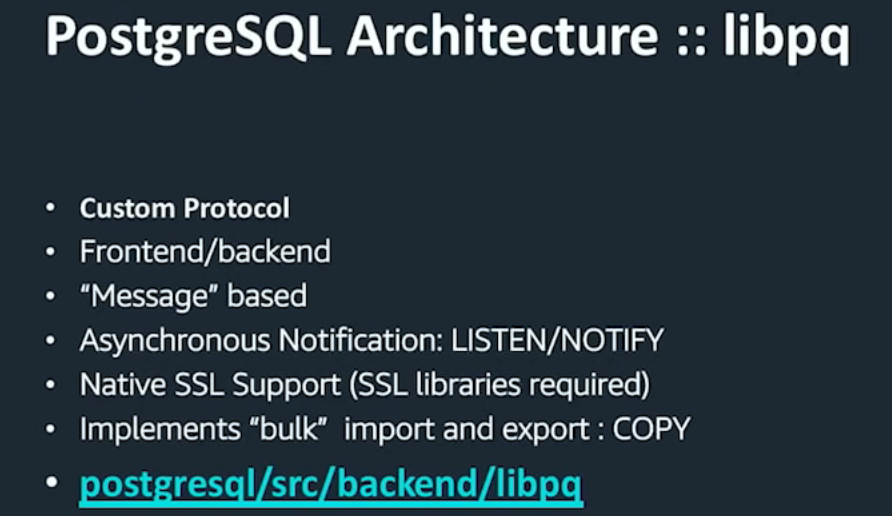 PostgreSQL Architecture :: libpq
• Custom Protocol
• Frontend/backend
• “Message” based
• Asynchronous Notification: LISTEN/NOTIFY
• Native SSL Support (SSL libraries required)
• Implements “bulk” import and export : COPY
• postgresql/src/backend/libpq